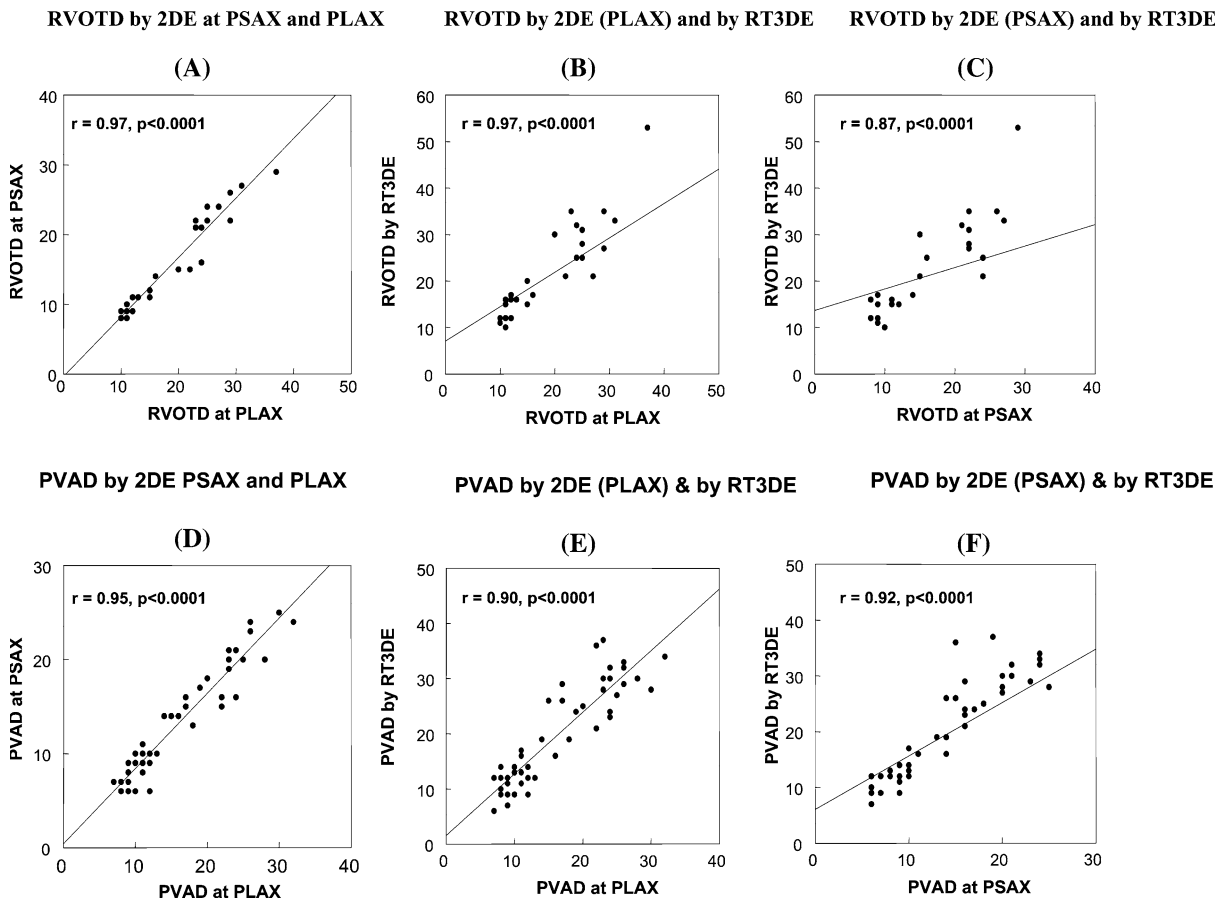 RVOTD by 2DE at PSAX and PLAX
RVOTD by 2DE (PLAX) and by RT3DE
RVOTD by 2DE (PSAX) and by RT3DE
(A)
(B)
(C)
r = 0.97, p<0.0001
RVOTD at PSAX
40
30
20
10
0
0 10 20 30 40 50
RVOTD at PLAX
r = 0.97, p<0.0001
RVOTD by RT3DE
60
50
40
30
20
10
0
0 10 20 30 40 50
RVOTD at PLAX
r = 0.87, p<0.0001
RVOTD by RT3DE
60
50
40
30
20
10
0
0 10 20 30 40
RVOTD at PSAX
PVAD by 2DE PSAX and PLAX
PVAD by 2DE (PLAX) & by RT3DE
PVAD by 2DE (PSAX) & by RT3DE
(D)
(E)
(F)
r = 0.95, p<0.0001
PVAD at PSAX
30
20
10
0
0 10 20 30 40
PVAD at PLAX
r = 0.90, p<0.0001
PVAD by RT3DE
50
40
30
20
10
0
0 10 20 30 40
PVAD at PLAX
r = 0.92, p<0.0001
PVAD by RT3DE
50
40
30
20
10
0
0 10 20 30
PVAD at PSAX